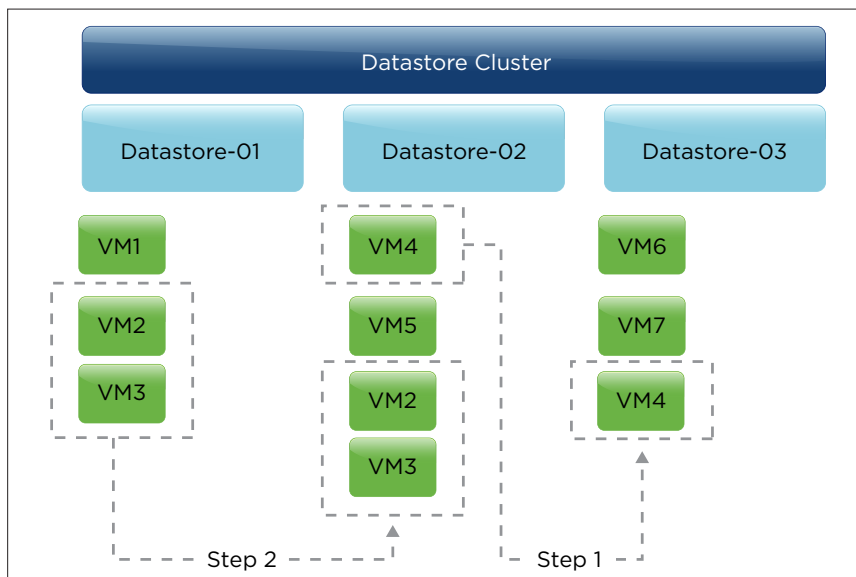 Datastore Cluster
Datastore-01 Datastore-02 Datastore-03
VM1 VM4 VM6
VM2 VM5 VM7
VM3 VM2 VM4
VM3
Step 2 Step 1